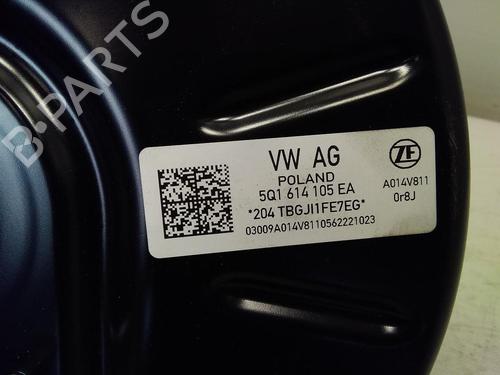 B-PARTS
VW AG
POLAND
5Q1 614 105 EA
*204 TBGJI1FE7EG*
03009A014V8110562221023
ZF
A014V811
0r8J